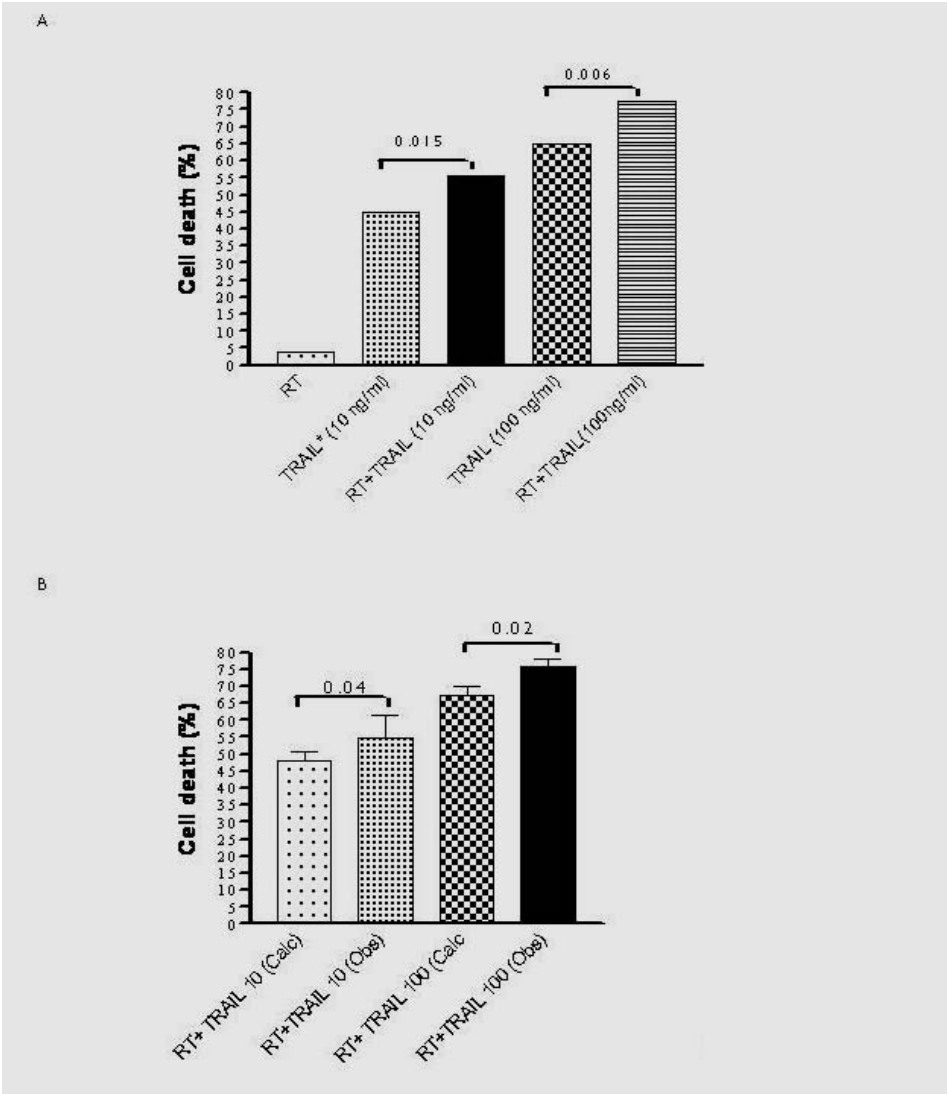 A
0.006
0.015
Cell death (%)
80
75
70
65
60
55
50
45
40
35
30
25
20
15
10
5
0
RT
TRAIL* (10 ng/ml)
RT+TRAIL (10 ng/ml)
TRAIL (100 ng/ml)
RT+TRAIL(100ng/ml)
B
0.02
0.04
Cell death (%)
80
75
70
65
60
55
50
45
40
35
30
25
20
15
10
5
0
RT+ TRAIL 10 (Calc)
RT+TRAIL 10 (Obs)
RT+ TRAIL 100 (Calc
RT+TRAIL 100 (Obs)